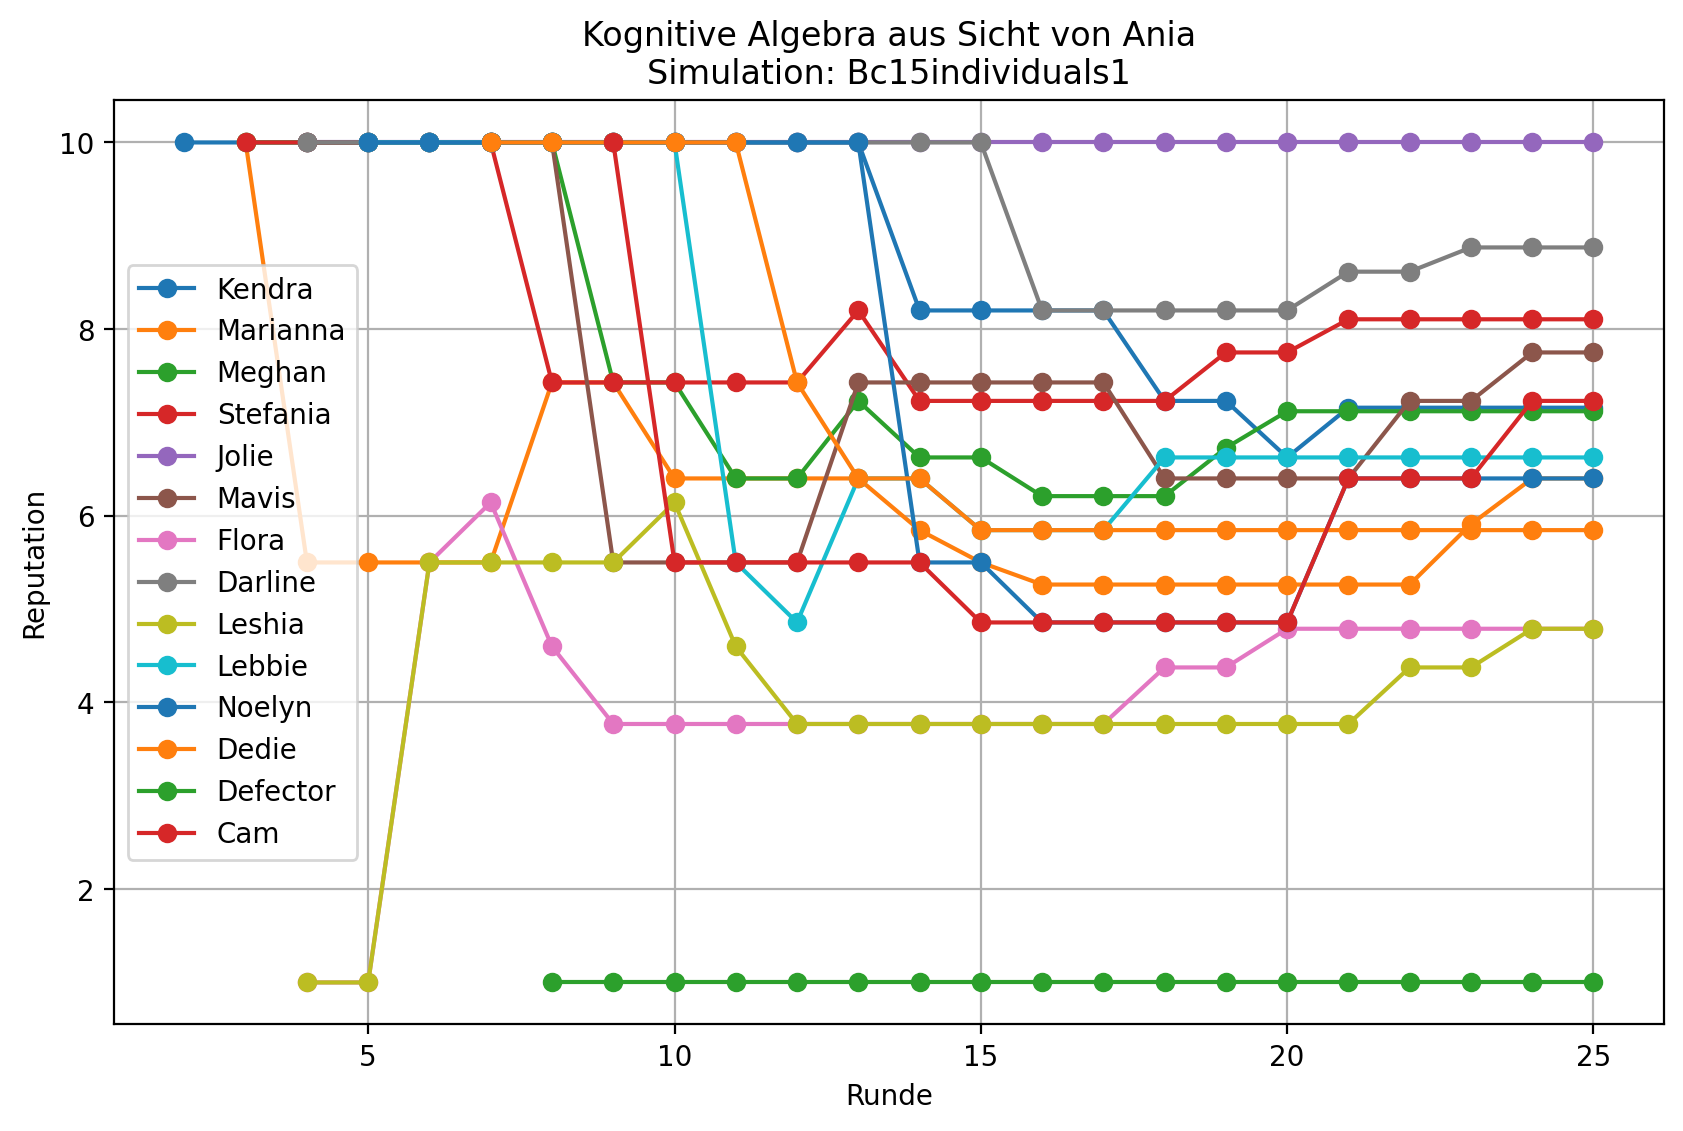 Kognitive Algebra aus Sicht von Ania
Simulation: Bc15individuals1
Reputation
10
8
6
4
2
Kendra
Marianna
Meghan
Stefania
Jolie
Mavis
Flora
Darline
Leshia
Lebbie
Noelyn
Dedie
Defector
Cam
5
10
15
20
25
Runde